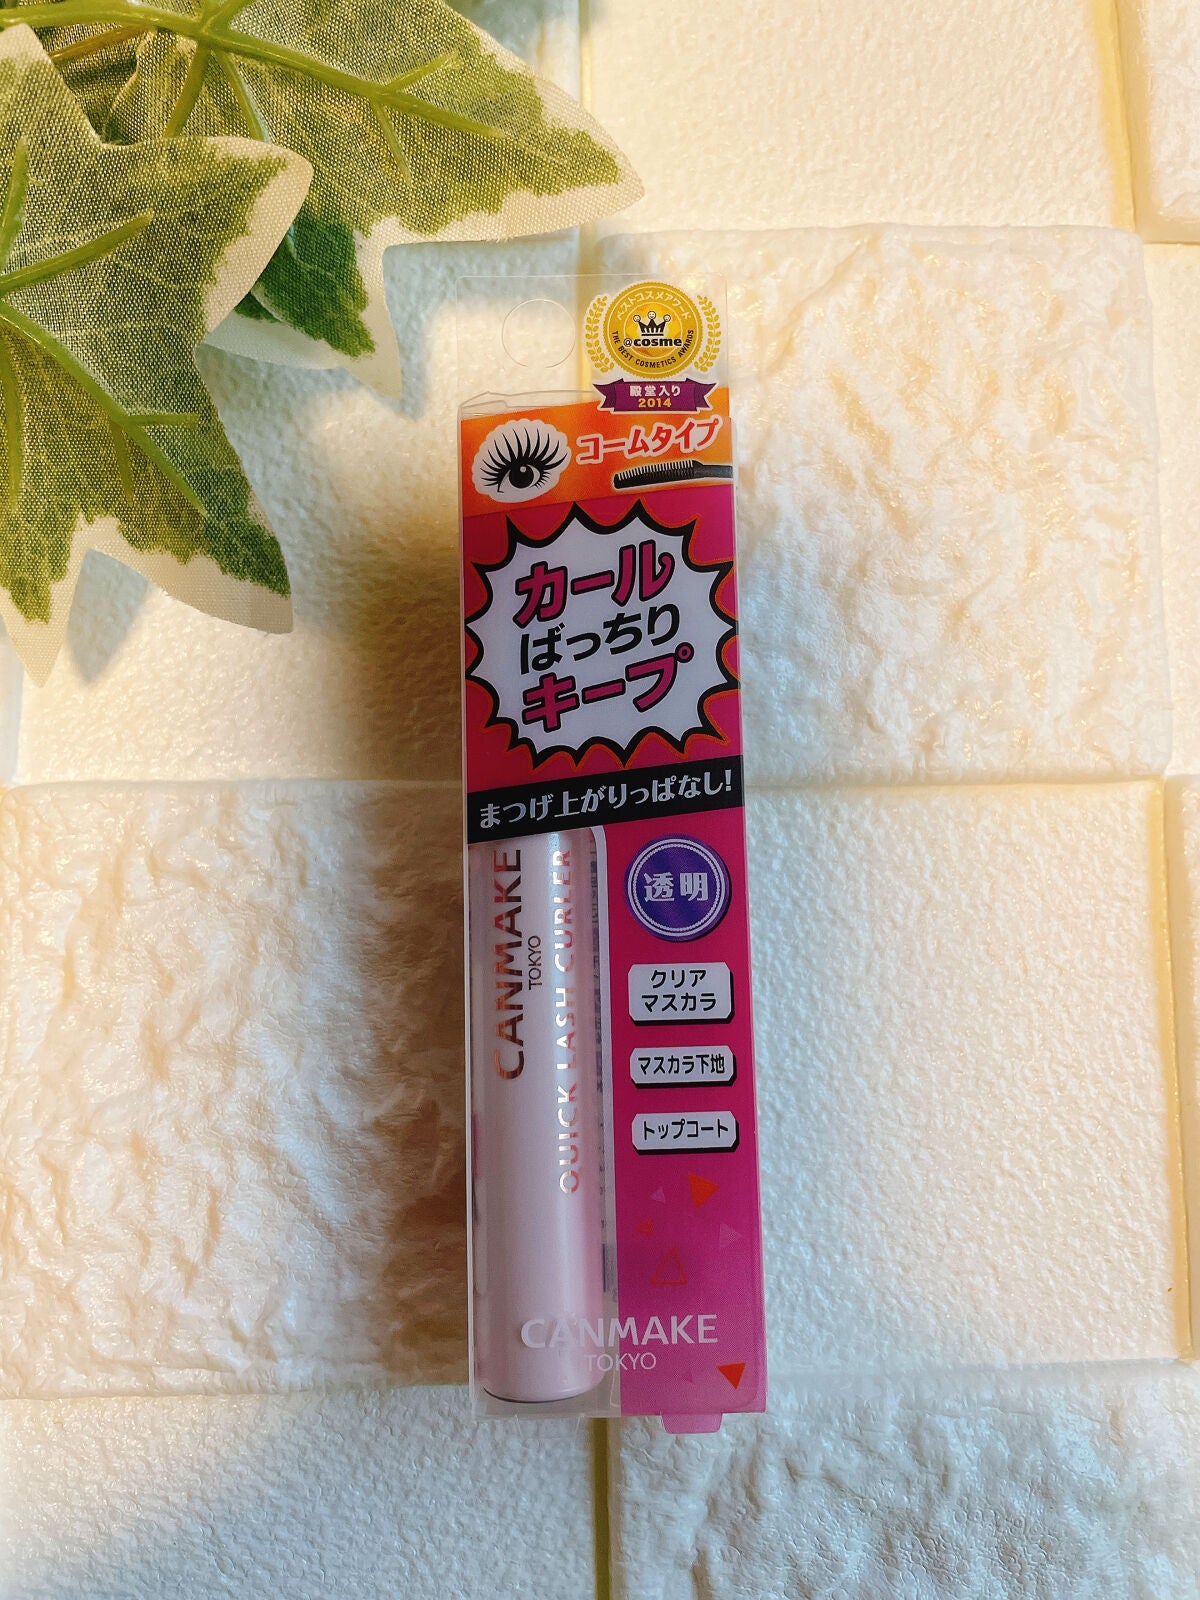 ベストコスメアワード
@cosme
THE BEST COSMETICS AWARDS
殿堂入り
2014
コームタイプ
カール
ばっちり
キープ
まつげ上がりっぱなし!
CANMAKE
TOKYO
QUICK LASH CURLER
透明
クリア
マスカラ
マスカラ下地
トップコート
CANMAKE
TOKYO